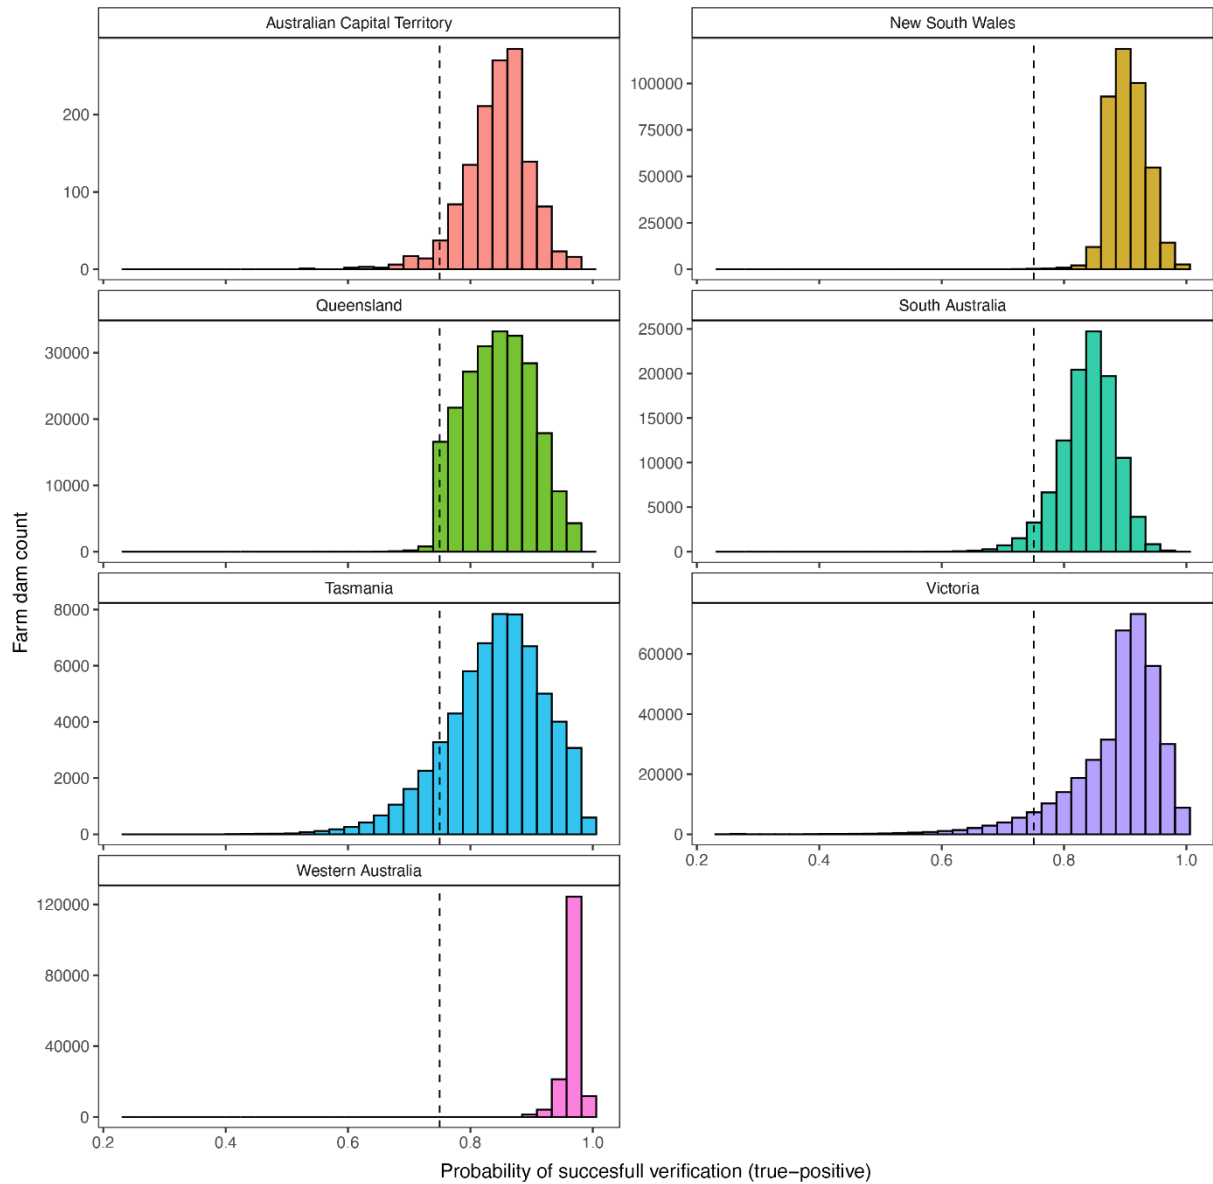 Australian Capital Territory
New South Wales
200
100
0
100000
75000
50000
25000
0
Queensland
South Australia
30000
20000
10000
0
25000
20000
15000
10000
5000
0
Farm dam count
Tasmania
Victoria
8000
6000
4000
2000
0
60000
40000
20000
0
0.2 0.4 0.6 0.8 1.0
Western Australia
120000
80000
40000
0
0.2 0.4 0.6 0.8 1.0
Probability of succesfull verification (true−positive)